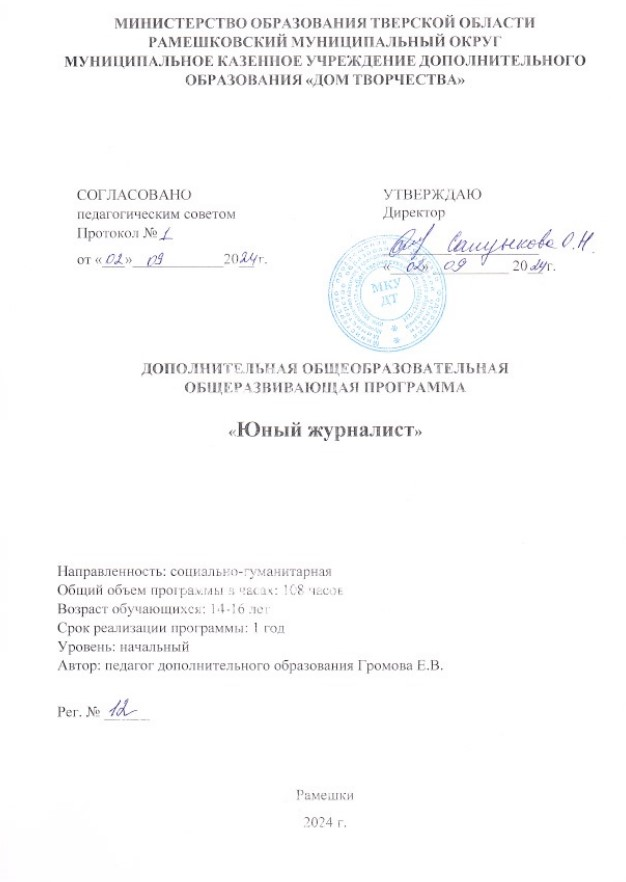 МИНИСТЕРСТВО ОБРАЗОВАНИЯ ТВЕРСКОЙ ОБЛАСТИ
РАМЕШКОВСКИЙ МУНИЦИПАЛЬНЫЙ ОКРУГ
МУНИЦИПАЛЬНОЕ КАЗЕННОЕ УЧРЕЖДЕНИЕ ДОПОЛНИТЕЛЬНОГО
ОБРАЗОВАНИЯ «ДОМ ТВОРЧЕСТВА»
СОГЛАСОВАНО
педагогическим советом
Протокол № 1
от «02» 09 2024 г.
УТВЕРЖДАЮ
Директор
Сапункова О.Н.
«02» 09 2024г.
МКУ
ДТ
ДОПОЛНИТЕЛЬНАЯ ОБЩЕОБРАЗОВАТЕЛЬНАЯ
ОБЩЕРАЗВИВАЮЩАЯ ПРОГРАММА
«Юный журналист»
Направленность: социально-гуманитарная
Общий объем программы в часах: 108 часов
Возраст обучающихся: 14-16 лет
Срок реализации программы: 1 год
Уровень: начальный
Автор: педагог дополнительного образования Громова Е.В.
Рег. № 12
Рамешки
2024 г.